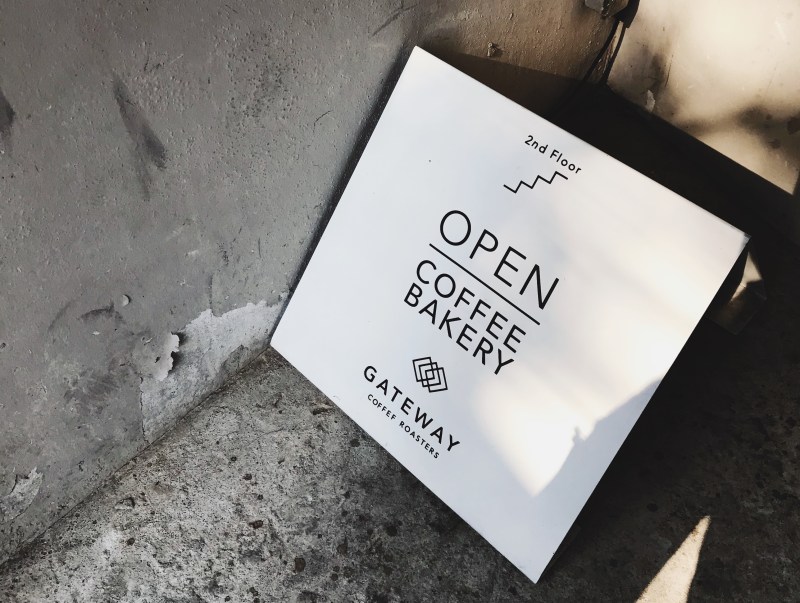 2nd Floor
OPEN
COFFEE
BAKERY
GATEWAY
COFFEE ROASTERS